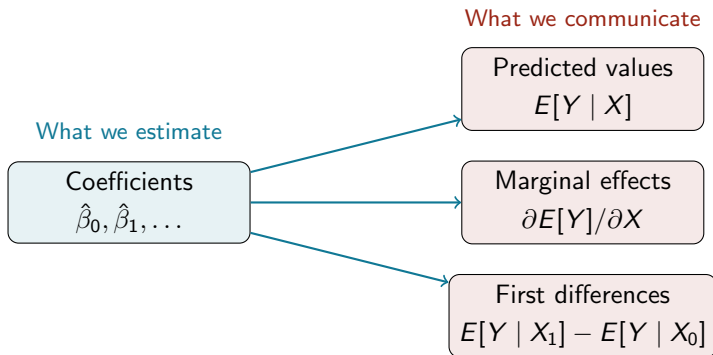 What we estimate
Coefficients
β̂₀, β̂₁, …
What we communicate
Predicted values
E[Y | X]
Marginal effects
∂E[Y]/∂X
First differences
E[Y | X₁] − E[Y | X₀]